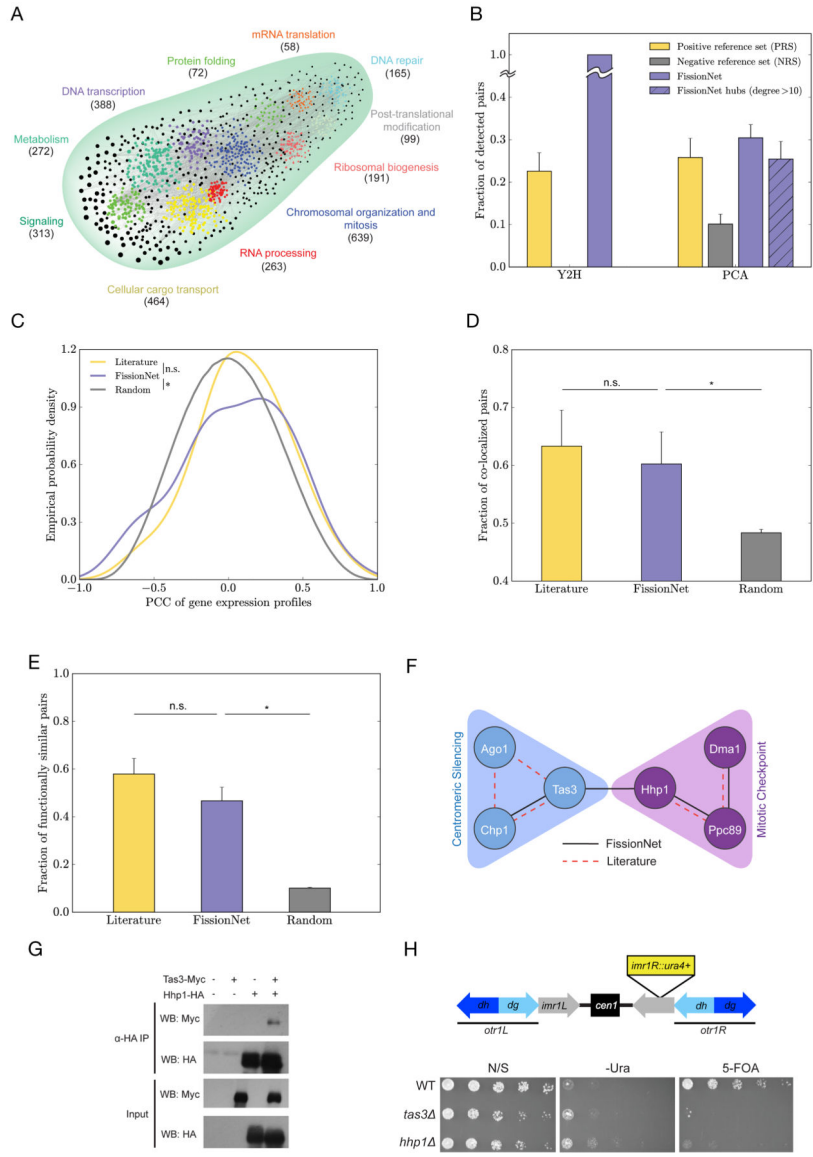 A
mRNA translation
(58)
Protein folding
(72)
DNA repair
(165)
DNA transcription
(388)
Post-translational
modification
(99)
Metabolism
(272)
Ribosomal biogenesis
(191)
Signaling
(313)
Chromosomal organization and
mitosis
(639)
RNA processing
(263)
Cellular cargo transport
(464)
B
Fraction of detected pairs
1.0
0.4
0.3
0.2
0.1
0.0
Y2H
PCA
Positive reference set (PRS)
Negative reference set (NRS)
FissionNet
FissionNet hubs (degree>10)
C
Empirical probability density
1.2
0.9
0.6
0.3
0.0
−1.0
−0.5
0.0
0.5
1.0
PCC of gene expression profiles
Literature
FissionNet
Random
n.s.
*
D
Fraction of co-localized pairs
0.8
0.7
0.6
0.5
0.4
n.s.
*
Literature
FissionNet
Random
E
Fraction of functionally similar pairs
1.0
0.8
0.6
0.4
0.2
0.0
n.s.
*
Literature
FissionNet
Random
F
Centromeric Silencing
Ago1
Chp1
Tas3
Hhp1
Dma1
Ppc89
Mitotic Checkpoint
FissionNet
Literature
G
Tas3-Myc - + - +
Hhp1-HA - - + +
α-HA IP
WB: Myc
WB: HA
Input
WB: Myc
WB: HA
H
imr1R::ura4+
dh dg imr1L cen1 dh dg
otr1L otr1R
N/S -Ura 5-FOA
WT
tas3Δ
hhp1Δ